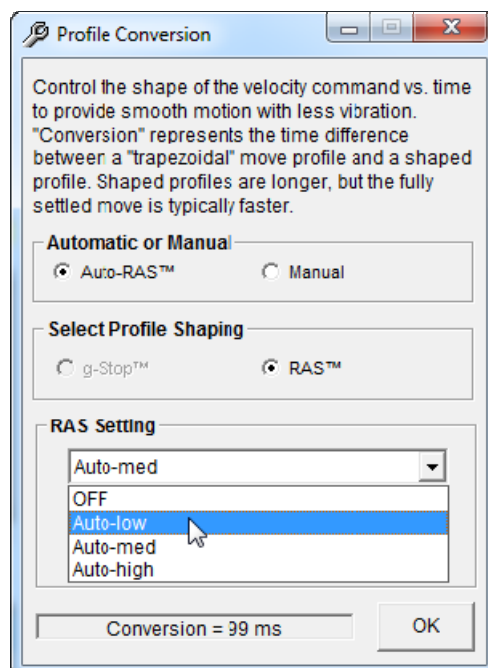 Profile Conversion
Control the shape of the velocity command vs. time
to provide smooth motion with less vibration.
"Conversion" represents the time difference
between a "trapezoidal" move profile and a shaped
profile. Shaped profiles are longer, but the fully
settled move is typically faster.
Automatic or Manual
Auto-RAS™ Manual
Select Profile Shaping
g-Stop™ RAS™
RAS Setting
Auto-med
OFF
Auto-low
Auto-med
Auto-high
Conversion = 99 ms OK